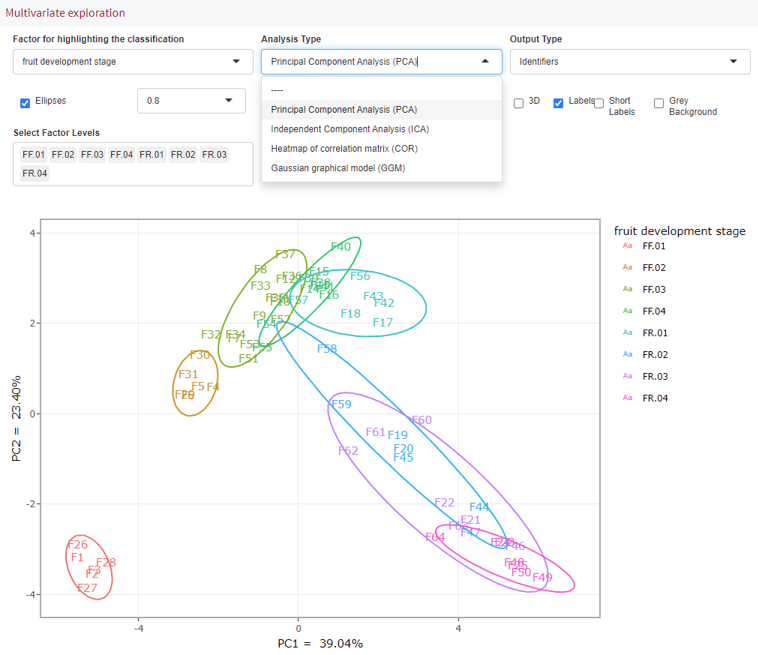 Multivariate exploration
Factor for highlighting the classification
Analysis Type
Output Type
fruit development stage
Principal Component Analysis (PCA)
Identifiers
----
Principal Component Analysis (PCA)
Independent Component Analysis (ICA)
Heatmap of correlation matrix (COR)
Gaussian graphical model (GGM)
Ellipses
0.8
3D
Labels
Short
Labels
Grey
Background
Select Factor Levels
FF.01 FF.02 FF.03 FF.04 FR.01 FR.02 FR.03
FR.04
fruit development stage
Aa FF.01
Aa FF.02
Aa FF.03
Aa FF.04
Aa FR.01
Aa FR.02
Aa FR.03
Aa FR.04
4
2
0
-2
-4
PC2 = 23.40%
F40
F37
F8
F36
F15
F56
F33
F12
F16
F43
F42
F57
F18
F17
F9
F52
F54
F32
F34
F53
F55
F51
F58
F30
F31
F5
F4
F59
F60
F61
F19
F62
F20
F45
F22
F44
F21
F47
F64
F46
F48
F50
F49
F26
F1
F28
F3
F2
F27
-4
0
4
PC1 = 39.04%